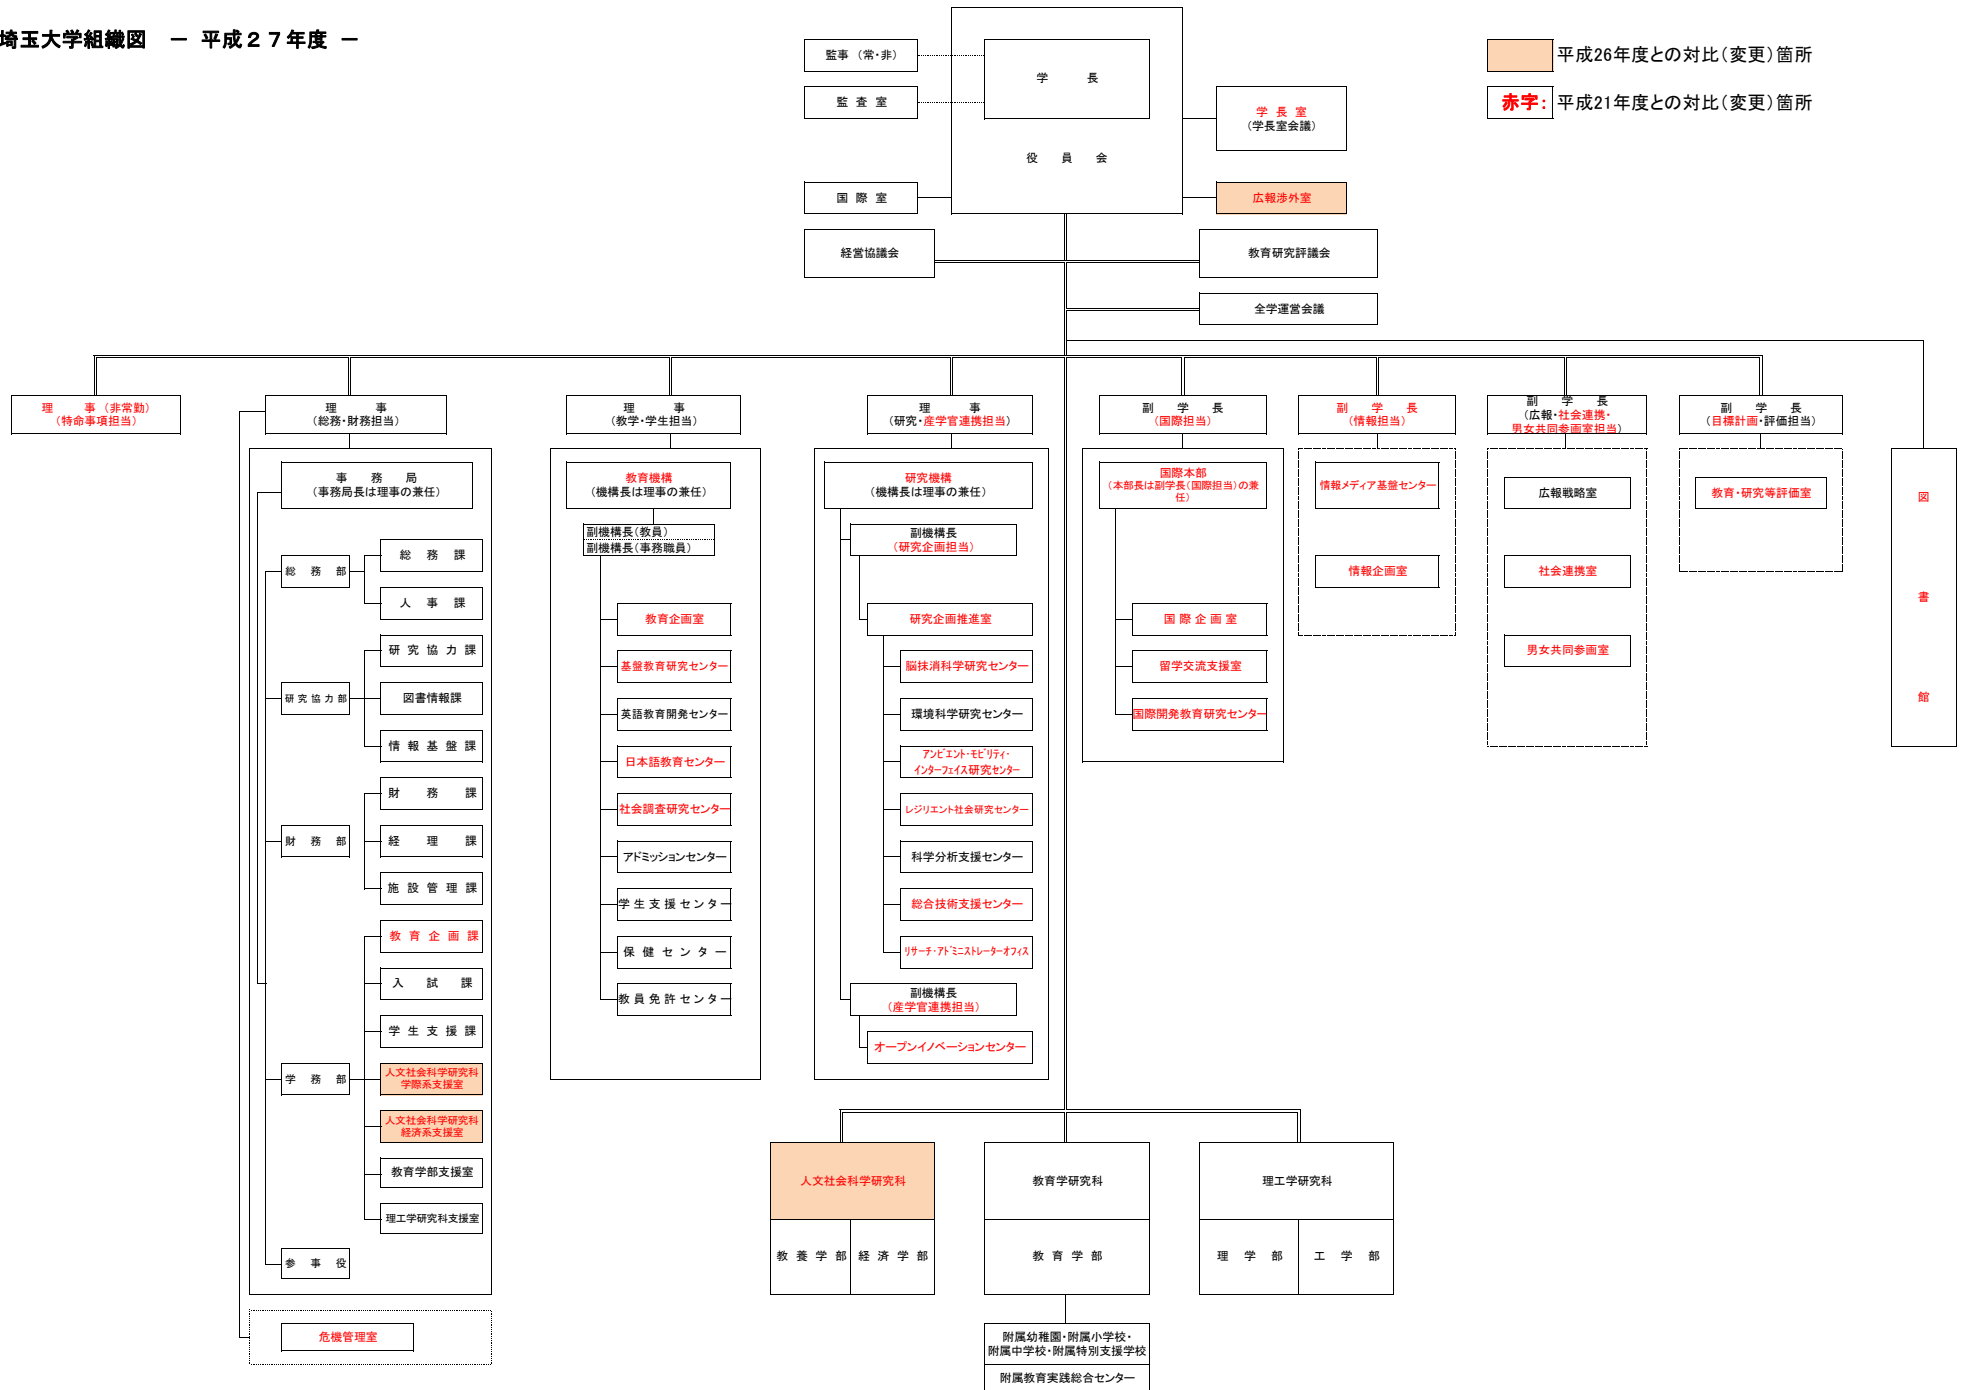 埼玉大学組織図　－ 平成２７年度 －
監事 （常・非）
学　　　長
平成26年度との対比（変更）箇所
監 査 室
赤字： 平成21年度との対比（変更）箇所
学 長 室
（学長室会議）
役　員　会
国 際 室
広報渉外室
経営協議会
教育研究評議会
全学運営会議
理　　事（非常勤）
（特命事項担当）
理　　　事
（総務・財務担当）
理　　　事
（教学・学生担当）
理　　　事
（研究・産学官連携担当）
副　学　長
（国際担当）
副　学　長
（情報担当）
副　学　長
（広報・社会連携・
男女共同参画室担当）
副　学　長
（目標計画・評価担当）
事　務　局
（事務局長は理事の兼任）
総　務　部
総　務　課
人　事　課
研 究 協 力 部
研 究 協 力 課
図書情報課
情 報 基 盤 課
財　務　部
財　務　課
経　理　課
施 設 管 理 課
学　務　部
教 育 企 画 課
入　試　課
学 生 支 援 課
人文社会科学研究科
学際系支援室
人文社会科学研究科
経済系支援室
教育学部支援室
理工学研究科支援室
参　事　役
危機管理室
教育機構
（機構長は理事の兼任）
副機構長（教員）
副機構長（事務職員）
教育企画室
基盤教育研究センター
英語教育開発センター
日本語教育センター
社会調査研究センター
アドミッションセンター
学生支援センター
保健センター
教員免許センター
研究機構
（機構長は理事の兼任）
副機構長
（研究企画担当）
研究企画推進室
脳抹消科学研究センター
環境科学研究センター
アンビエント・モビリティ・
インターフェイス研究センター
レジリエント社会研究センター
科学分析支援センター
総合技術支援センター
リサーチ・アドミニストレーターオフィス
副機構長
（産学官連携担当）
オープンイノベーションセンター
国際本部
（本部長は副学長（国際担当）の兼
任）
国 際 企 画 室
留学交流支援室
国際開発教育研究センター
情報メディア基盤センター
情報企画室
広報戦略室
社会連携室
男女共同参画室
教育・研究等評価室
図
書
館
人文社会科学研究科
教 養 学 部
経 済 学 部
教育学研究科
教 育 学 部
理工学研究科
理　学　部
工　学　部
附属幼稚園・附属小学校・
附属中学校・附属特別支援学校
附属教育実践総合センター